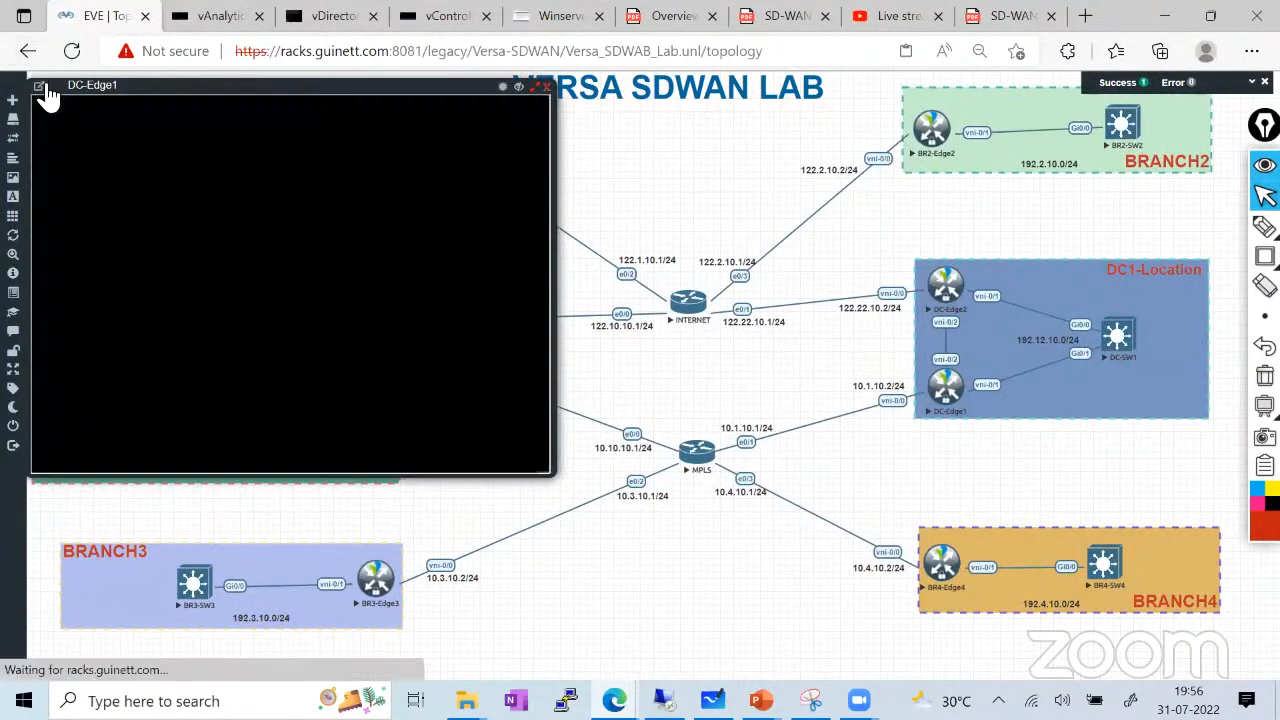 EVE | Topo
Directo
vContro
Winserv
Overvie
SD-WAN
Live stre
SD-WAN
Not secure
https://racks.guinett.com:8081/legacy/Versa-SDWAN/Versa_SDWAB_Lab.unl/topology
DC-Edge1
VERSA SDWAN LAB
Success 1 Error 0
vni-0/1
Gi0/0
BR2-Edge2
BR2-SW2
vni-0/0
192.2.10.0/24
BRANCH2
122.2.10.2/24
122.1.10.1/24
122.2.10.1/24
e0/2
e0/3
DC1-Location
vni-0/0
vni-0/1
122.22.10.2/24
DC-Edge2
e0/0
e0/1
INTERNET
122.10.10.1/24
122.22.10.1/24
vni-0/2
Gi0/0
192.12.10.0/24
Gi0/1
DC-SW1
vni-0/2
10.1.10.2/24
vni-0/0
vni-0/1
DC-Edge1
10.1.10.1/24
e0/0
e0/1
10.10.10.1/24
MPLS
e0/2
e0/3
10.3.10.1/24
10.4.10.1/24
BRANCH3
Gi0/0
vni-0/1
vni-0/0
10.3.10.2/24
BR3-SW3
BR3-Edge3
192.3.10.0/24
vni-0/0
10.4.10.2/24
vni-0/1
Gi0/0
BR4-Edge4
BR4-SW4
192.4.10.0/24
BRANCH4
zoom
Waiting for racks.guinett.com...
Type here to search
30°C
19:56
31-07-2022